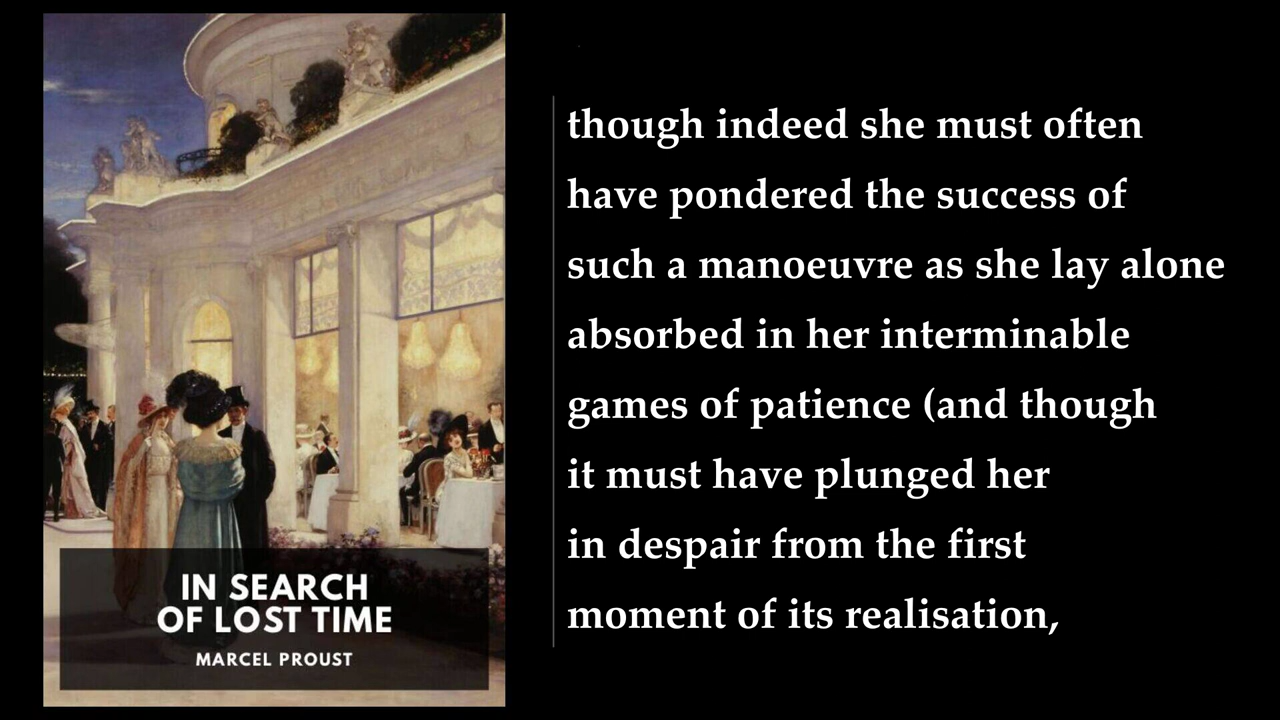 IN SEARCH
OF LOST TIME
MARCEL PROUST
though indeed she must often
have pondered the success of
such a manoeuvre as she lay alone
absorbed in her interminable
games of patience (and though
it must have plunged her
in despair from the first
moment of its realisation,